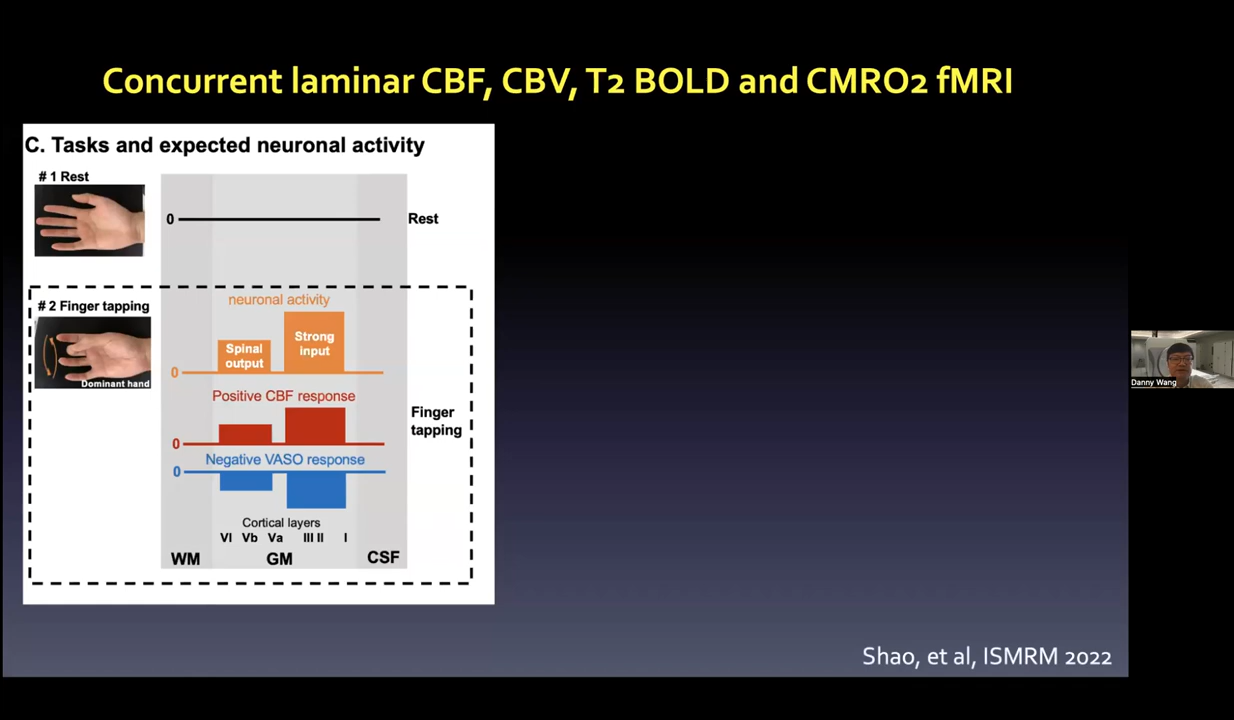 Concurrent laminar CBF, CBV, T2 BOLD and CMRO2 fMRI
C. Tasks and expected neuronal activity
# 1 Rest
0
Rest
# 2 Finger tapping
Dominant hand
neuronal activity
Spinal
output
Strong
input
0
Positive CBF response
0
Negative VASO response
0
Finger
tapping
Cortical layers
VI Vb Va III II I
WM GM CSF
Danny Wang
Shao, et al, ISMRM 2022